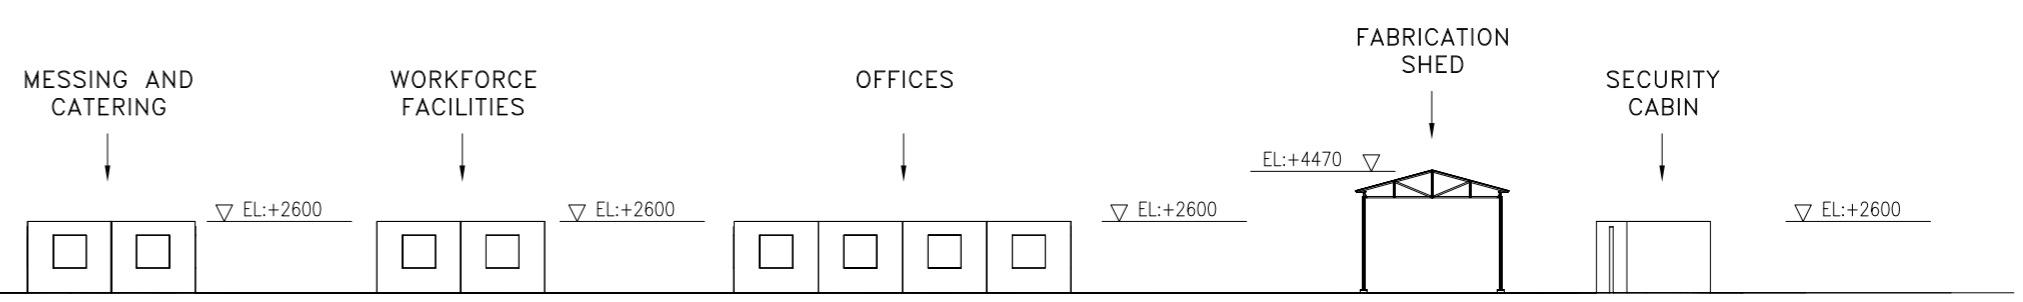 MESSING AND
CATERING
WORKFORCE
FACILITIES
OFFICES
FABRICATION
SHED
SECURITY
CABIN
EL:+2600
EL:+2600
EL:+2600
EL:+4470
EL:+2600